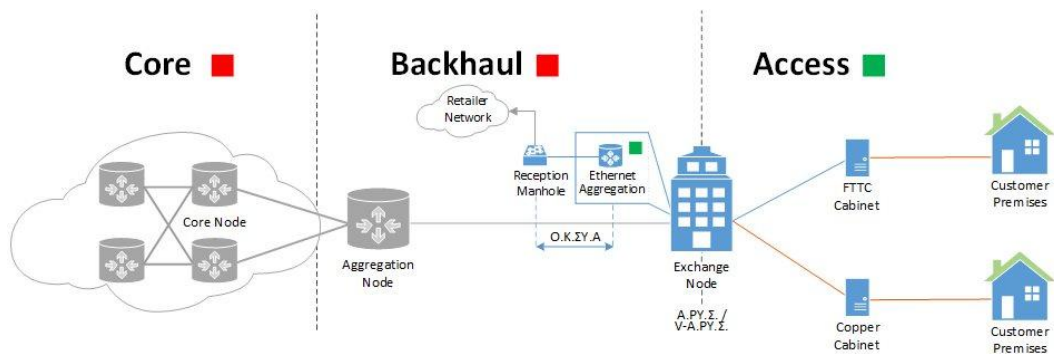 Core
Backhaul
Access
Retailer
Network
Reception
Manhole
Ethernet
Aggregation
Core Node
Aggregation
Node
Ο.Κ.ΣΥ.Α
Exchange
Node
Α.ΡΥ.Σ. /
V-Α.ΡΥ.Σ.
FTTC
Cabinet
Customer
Premises
Copper
Cabinet
Customer
Premises